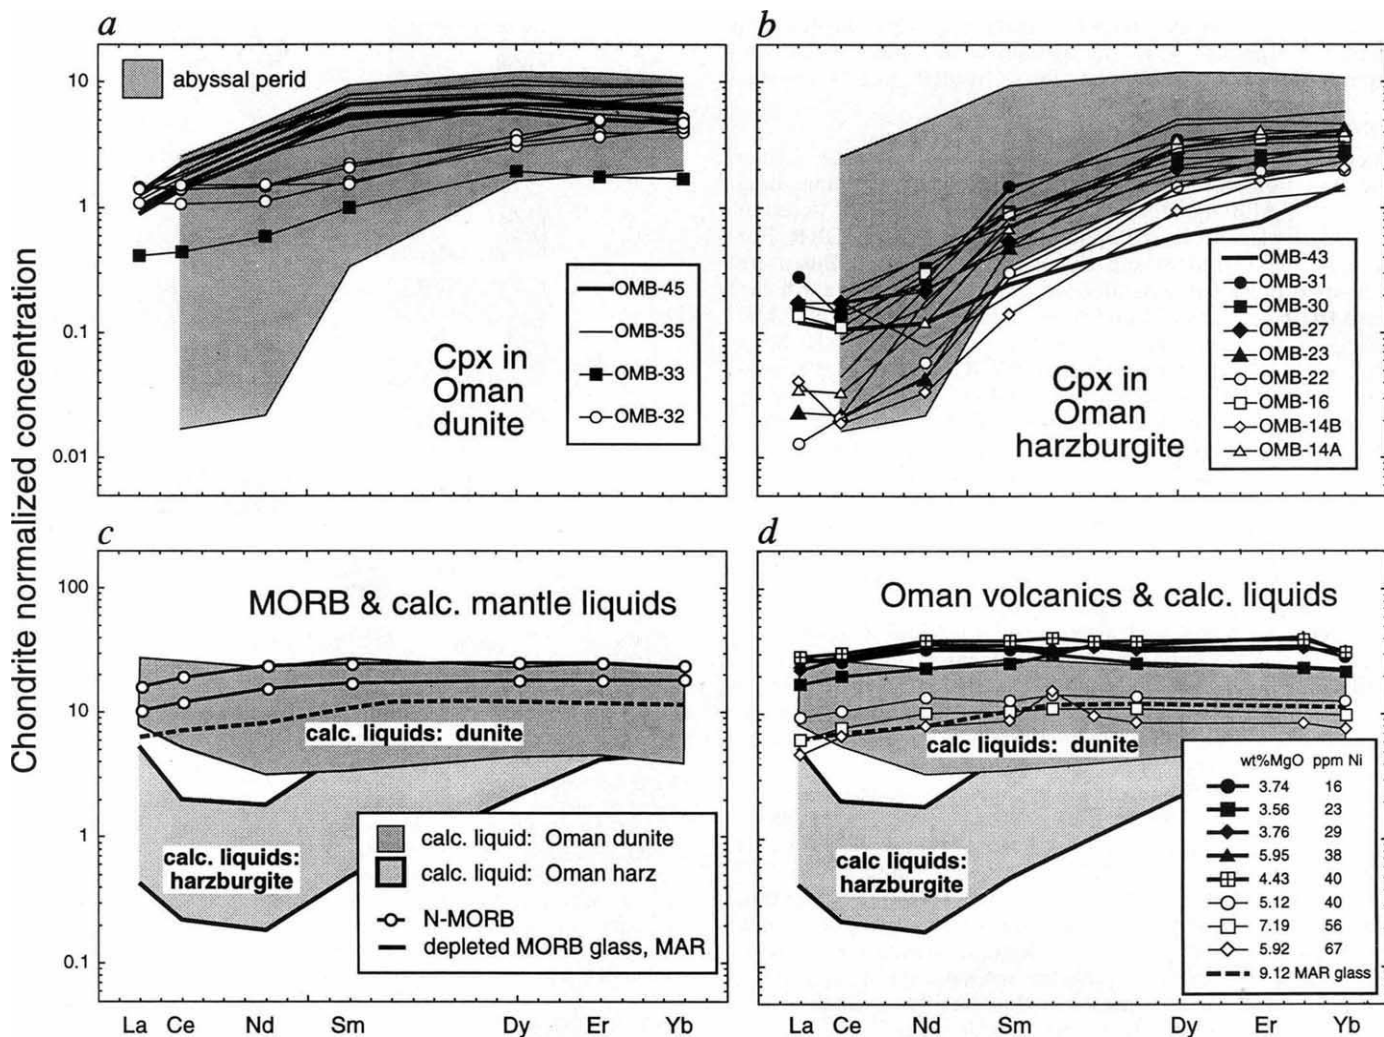 Chondrite normalized concentration
a
10
1
0.1
0.01
abyssal perid
Cpx in
Oman
dunite
OMB-45
OMB-35
OMB-33
OMB-32
b
Cpx in
Oman
harzburgite
OMB-43
OMB-31
OMB-30
OMB-27
OMB-23
OMB-22
OMB-16
OMB-14B
OMB-14A
c
100
10
1
0.1
MORB & calc. mantle liquids
calc. liquids: dunite
calc. liquids:
harzburgite
calc. liquid: Oman dunite
calc. liquid: Oman harz
N-MORB
depleted MORB glass, MAR
La Ce Nd Sm Dy Er Yb
d
Oman volcanics & calc. liquids
calc liquids: dunite
calc liquids:
harzburgite
wt%MgO ppm Ni
3.74 16
3.56 23
3.76 29
5.95 38
4.43 40
5.12 40
7.19 56
5.92 67
9.12 MAR glass
La Ce Nd Sm Dy Er Yb